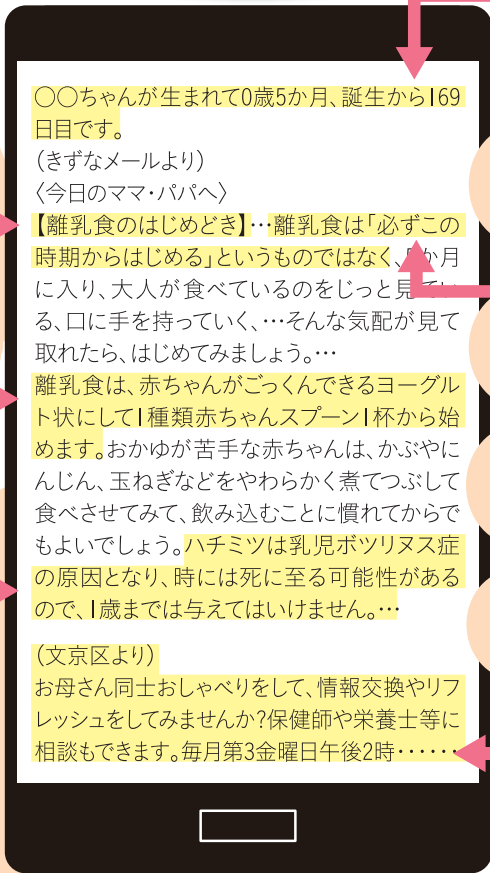 ○○ちゃんが生まれて0歳5か月、誕生から169
日目です。
(きずなメールより)
〈今日のママ・パパへ〉
【離乳食のはじめどき】…離乳食は「必ずこの
時期からはじめる」というものではなく、か月
に入り、大人が食べているのをじっと見てい
る、口に手を持っていく、…そんな気配が見て
取れたら、はじめてみましょう。…
離乳食は、赤ちゃんがごっくんできるヨーグル
ト状にして1種類赤ちゃんスプーン1杯から始
めます。おかゆが苦手な赤ちゃんは、かぶやに
んじん、玉ねぎなどをやわらかく煮てつぶして
食べさせてみて、飲み込むことに慣れてからで
もよいでしょう。ハチミツは乳児ボツリヌス症
の原因となり、時には死に至る可能性がある
ので、1歳までは与えてはいけません。…
(文京区より)
お母さん同士おしゃべりをして、情報交換やリフ
レッシュをしてみませんか?保健師や栄養士等に
相談もできます。毎月第3金曜日午後2時‥‥‥